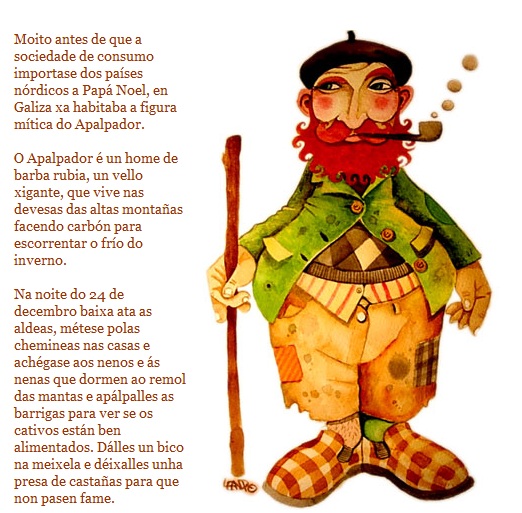 Moito antes de que a
sociedade de consumo
importase dos países
nórdicos a Papá Noel, en
Galiza xa habitaba a figura
mítica do Apalpador.
O Apalpador é un home de
barba rubia, un vello
xigante, que vive nas
devesas das altas montañas
facendo carbón para
escorrentar o frío do
inverno.
Na noite do 24 de
decembro baixa ata as
aldeas, métese polas
chemineas nas casas e
achégase aos nenos e ás
nenas que dormen ao remol
das mantas e apálpalles as
barrigas para ver se os
cativos están ben
alimentados. Dálles un bico
na meixela e déixalles unha
presa de castañas para que
non pasen fame.